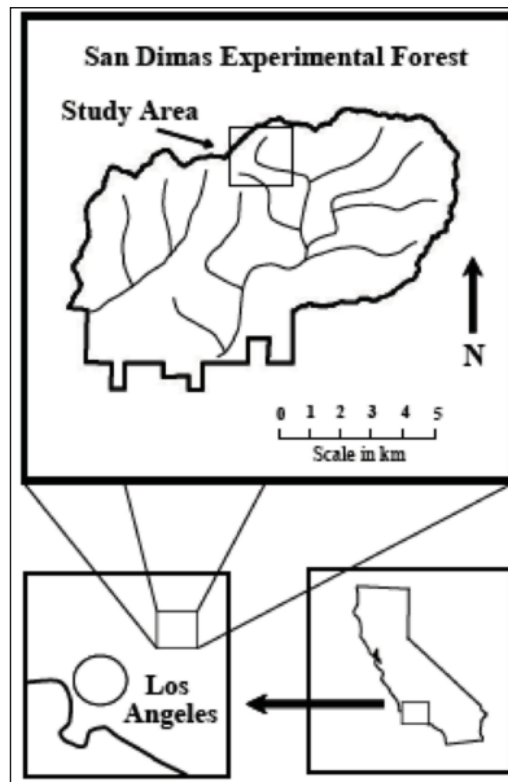 San Dimas Experimental Forest
Study Area
N
0 1 2 3 4 5
Scale in km
Los
Angeles